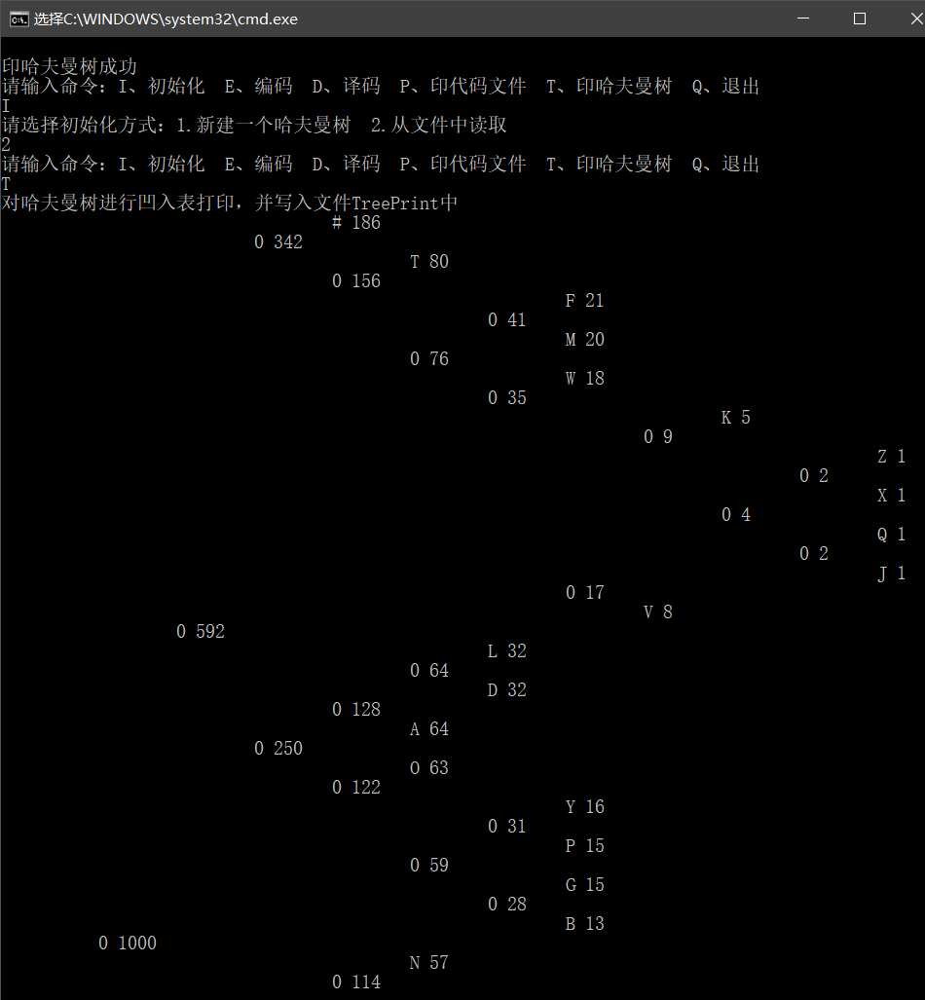 选择C:\WINDOWS\system32\cmd.exe
印哈夫曼树成功
请输入命令: I、初始化 E、编码 D、译码 P、印代码文件 T、印哈夫曼树 Q、退出
I
请选择初始化方式: 1.新建一个哈夫曼树 2.从文件中读取
2
请输入命令: I、初始化 E、编码 D、译码 P、印代码文件 T、印哈夫曼树 Q、退出
T
对哈夫曼树进行凹入表打印，并写入文件TreePrint中
# 186
0 342
T 80
0 156
F 21
0 41
M 20
0 76
W 18
0 35
K 5
0 9
Z 1
0 2
X 1
0 4
Q 1
0 2
J 1
0 17
V 8
0 592
L 32
0 64
D 32
0 128
A 64
0 250
O 63
0 122
Y 16
0 31
P 15
0 59
G 15
0 28
B 13
0 1000
N 57
0 114